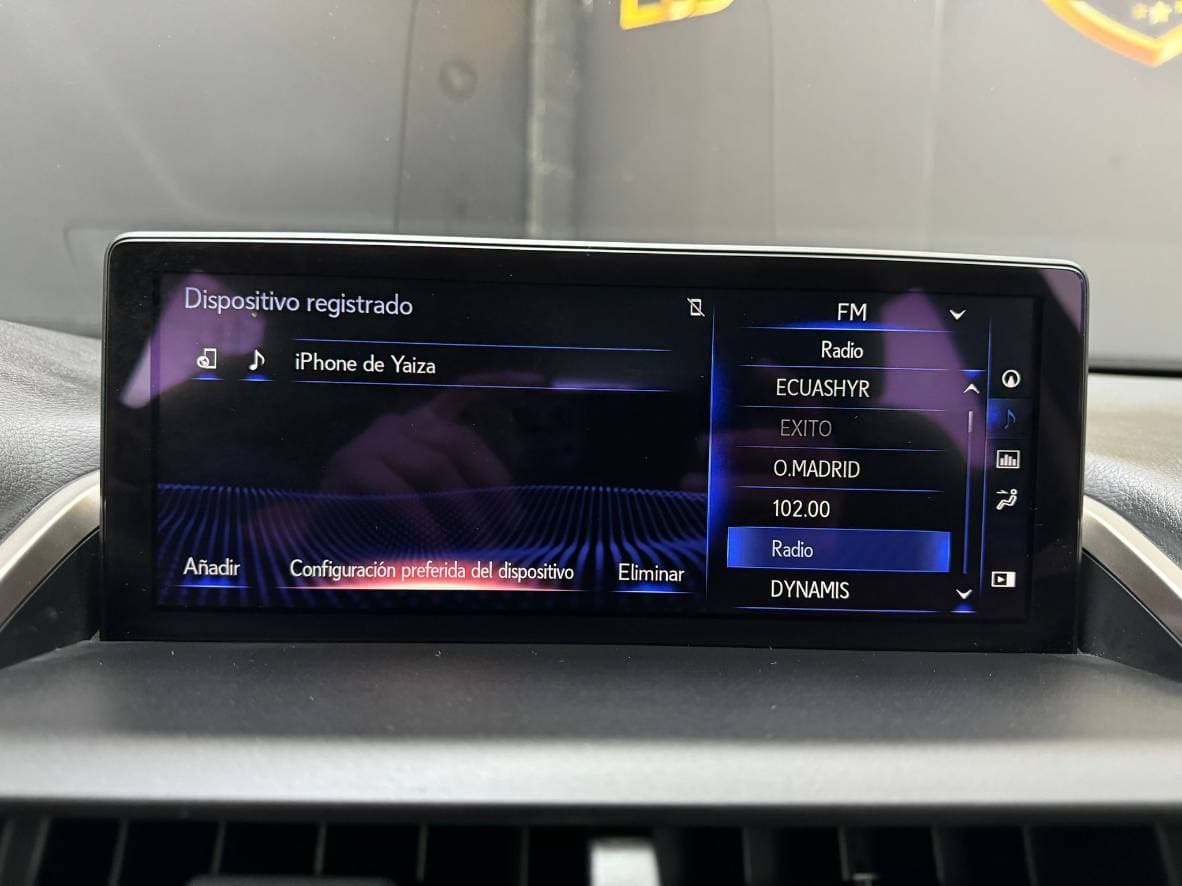 Dispositivo registrado
iPhone de Yaiza
Añadir
Configuración preferida del dispositivo
Eliminar
FM
Radio
ECUASHYR
EXITO
O.MADRID
102.00
Radio
DYNAMIS